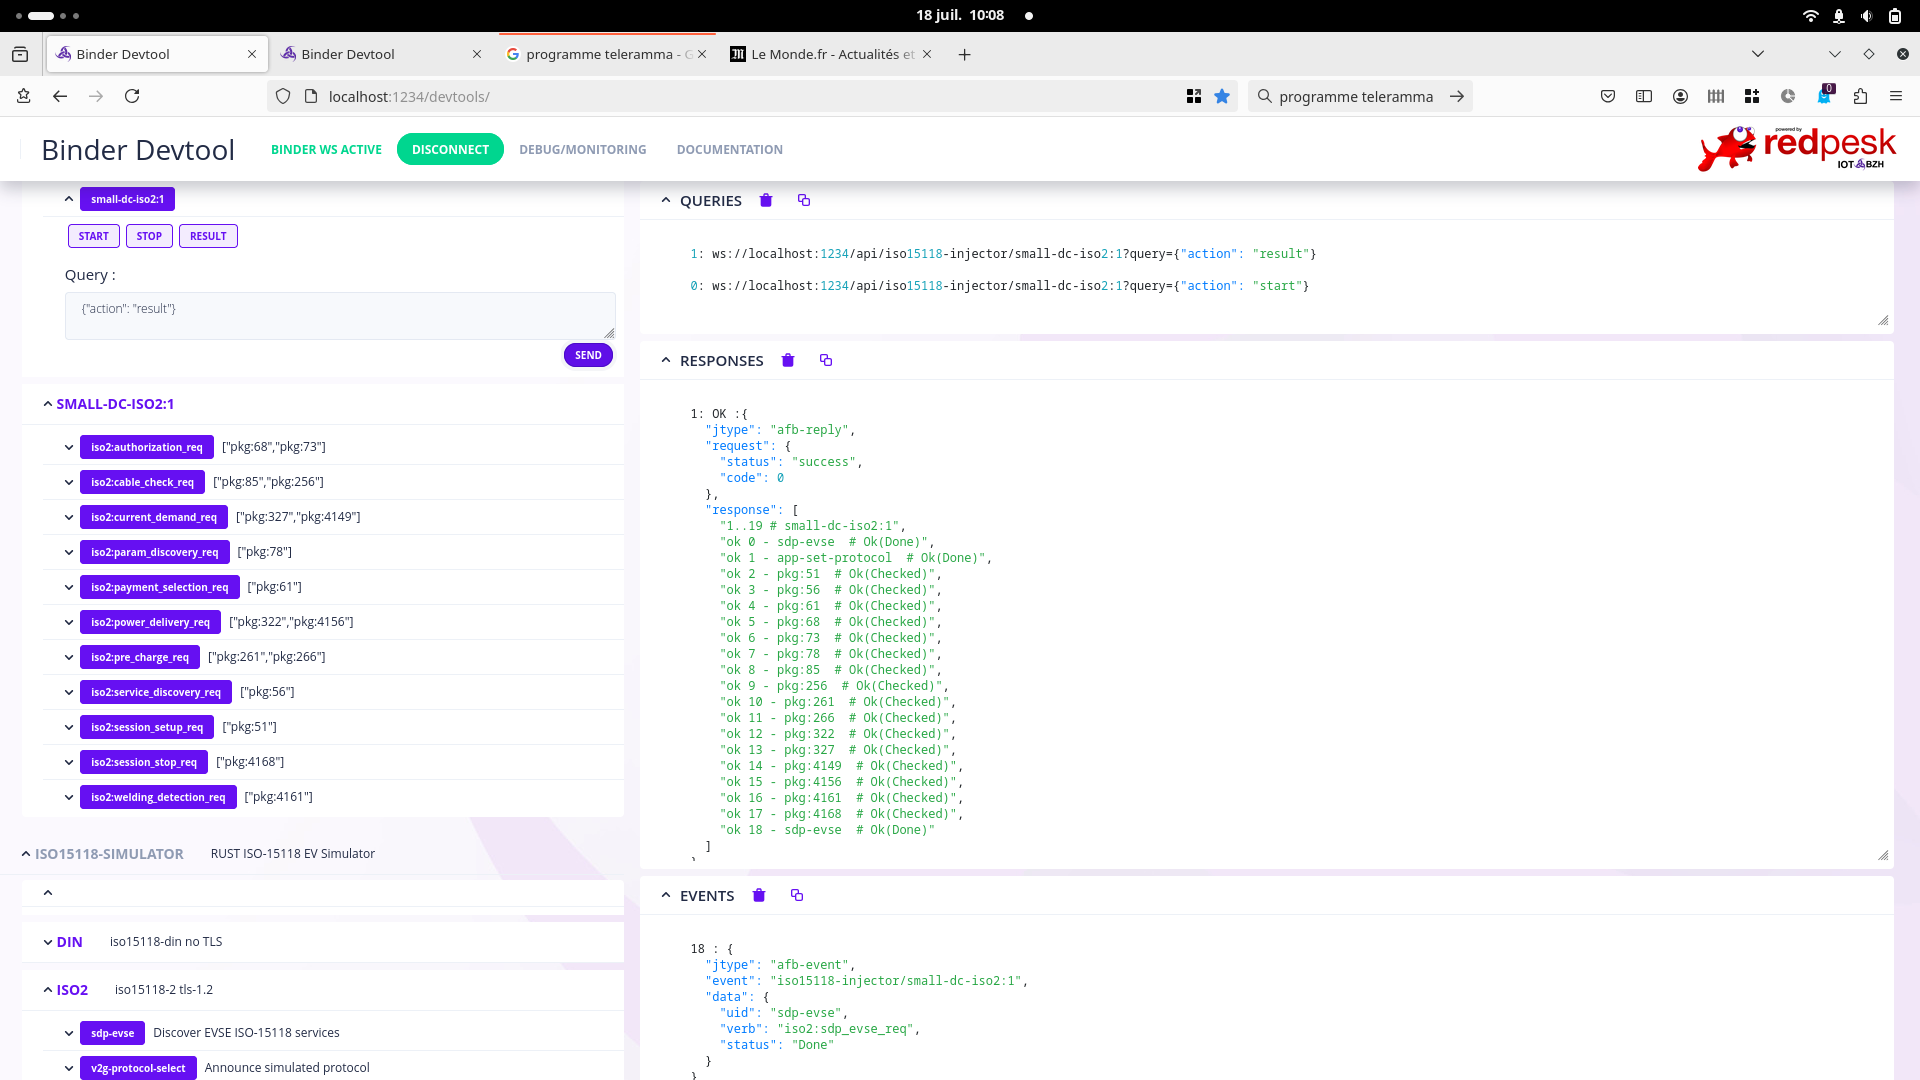 18 juil. 10:08
Binder Devtool
Binder Devtool
programme teleramma - G
Le Monde.fr - Actualités et
localhost:1234/devtools/
programme teleramma
0
Binder Devtool
BINDER WS ACTIVE
DISCONNECT
DEBUG/MONITORING
DOCUMENTATION
powered by
redpesk
IOT BZH
small-dc-iso2:1
START
STOP
RESULT
Query :
{"action": "result"}
SEND
SMALL-DC-ISO2:1
iso2:authorization_req ["pkg:68","pkg:73"]
iso2:cable_check_req ["pkg:85","pkg:256"]
iso2:current_demand_req ["pkg:327","pkg:4149"]
iso2:param_discovery_req ["pkg:78"]
iso2:payment_selection_req ["pkg:61"]
iso2:power_delivery_req ["pkg:322","pkg:4156"]
iso2:pre_charge_req ["pkg:261","pkg:266"]
iso2:service_discovery_req ["pkg:56"]
iso2:session_setup_req ["pkg:51"]
iso2:session_stop_req ["pkg:4168"]
iso2:welding_detection_req ["pkg:4161"]
ISO15118-SIMULATOR RUST ISO-15118 EV Simulator
DIN iso15118-din no TLS
ISO2 iso15118-2 tls-1.2
sdp-evse Discover EVSE ISO-15118 services
v2g-protocol-select Announce simulated protocol
QUERIES
1: ws://localhost:1234/api/iso15118-injector/small-dc-iso2:1?query={"action": "result"}
0: ws://localhost:1234/api/iso15118-injector/small-dc-iso2:1?query={"action": "start"}
RESPONSES
1: OK :{
"jtype": "afb-reply",
"request": {
"status": "success",
"code": 0
},
"response": [
"1..19 # small-dc-iso2:1",
"ok 0 - sdp-evse  # Ok(Done)",
"ok 1 - app-set-protocol  # Ok(Done)",
"ok 2 - pkg:51  # Ok(Checked)",
"ok 3 - pkg:56  # Ok(Checked)",
"ok 4 - pkg:61  # Ok(Checked)",
"ok 5 - pkg:68  # Ok(Checked)",
"ok 6 - pkg:73  # Ok(Checked)",
"ok 7 - pkg:78  # Ok(Checked)",
"ok 8 - pkg:85  # Ok(Checked)",
"ok 9 - pkg:256  # Ok(Checked)",
"ok 10 - pkg:261  # Ok(Checked)",
"ok 11 - pkg:266  # Ok(Checked)",
"ok 12 - pkg:322  # Ok(Checked)",
"ok 13 - pkg:327  # Ok(Checked)",
"ok 14 - pkg:4149  # Ok(Checked)",
"ok 15 - pkg:4156  # Ok(Checked)",
"ok 16 - pkg:4161  # Ok(Checked)",
"ok 17 - pkg:4168  # Ok(Checked)",
"ok 18 - sdp-evse  # Ok(Done)"
]
}
EVENTS
18 : {
"jtype": "afb-event",
"event": "iso15118-injector/small-dc-iso2:1",
"data": {
"uid": "sdp-evse",
"verb": "iso2:sdp_evse_req",
"status": "Done"
}
}